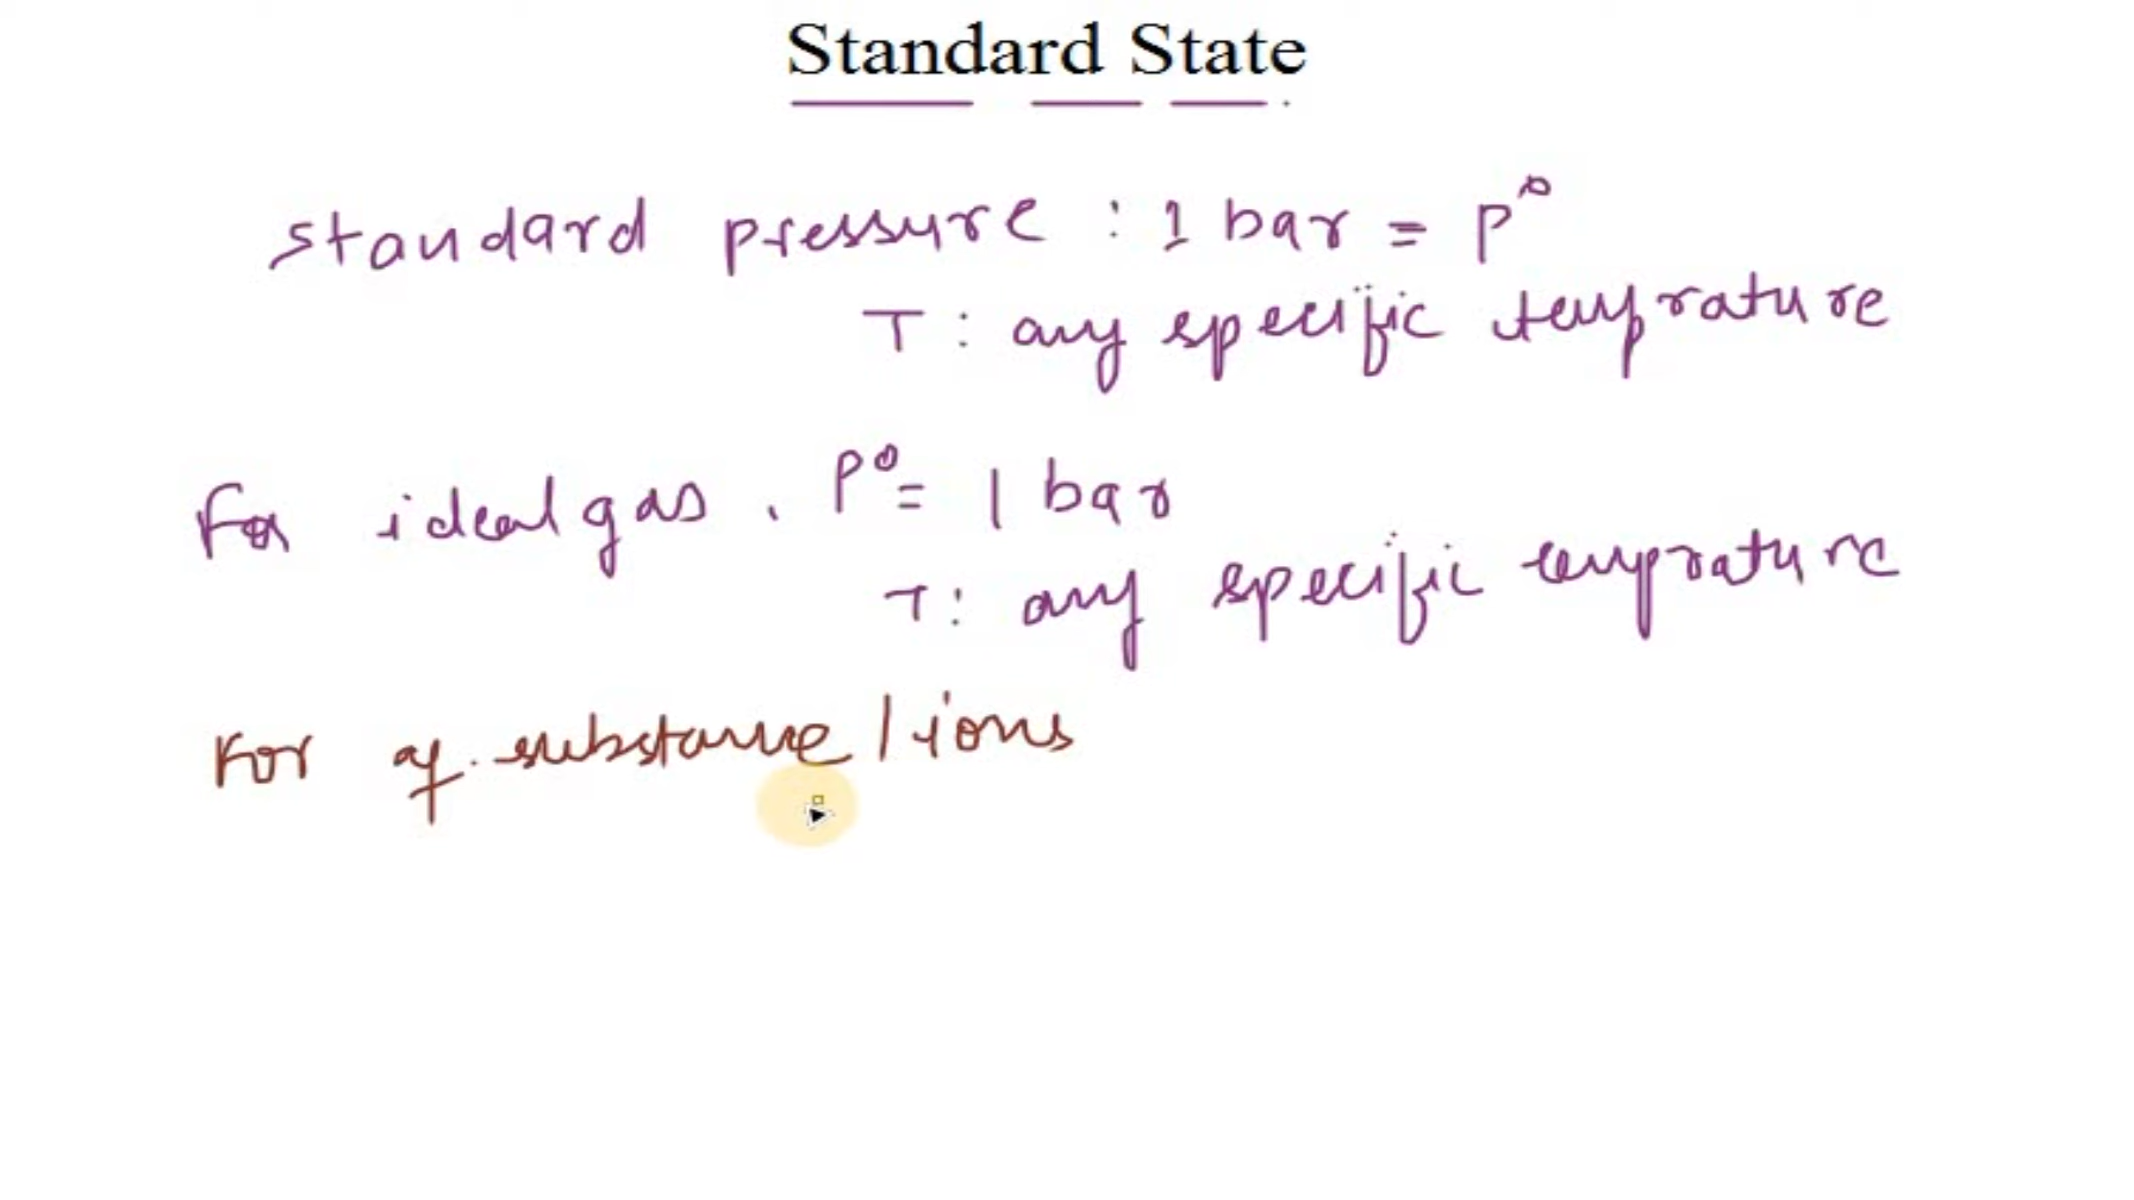 Standard State
standard pressure : 1 bar = P°
T : any specific temprature
For ideal gas, P° = 1 bar
T : any specific temprature
For aq. substance / ions